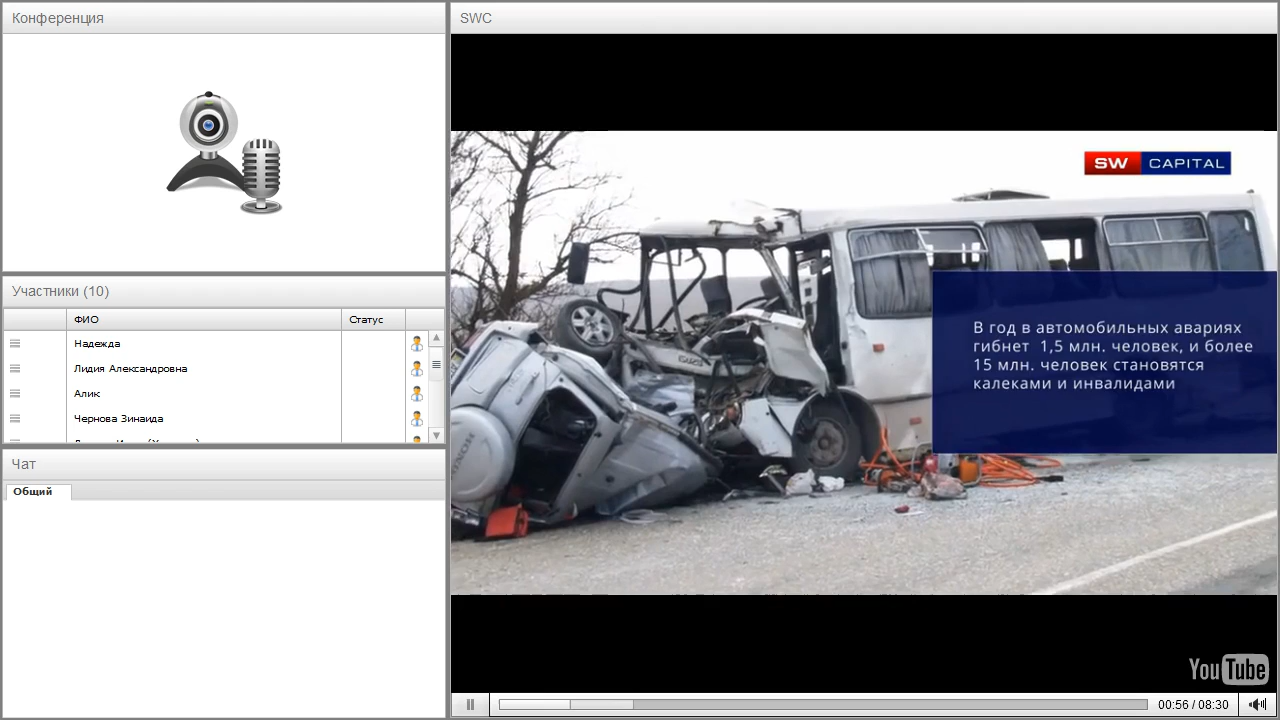 Конференция
SWC
SW CAPITAL
В год в автомобильных авариях
гибнет 1,5 млн. человек, и более
15 млн. человек становятся
калеками и инвалидами
Участники (10)
ФИО Статус
Надежда
Лидия Александровна
Алик
Чернова Зинаида
Чат
Общий
YouTube
00:56 / 08:30